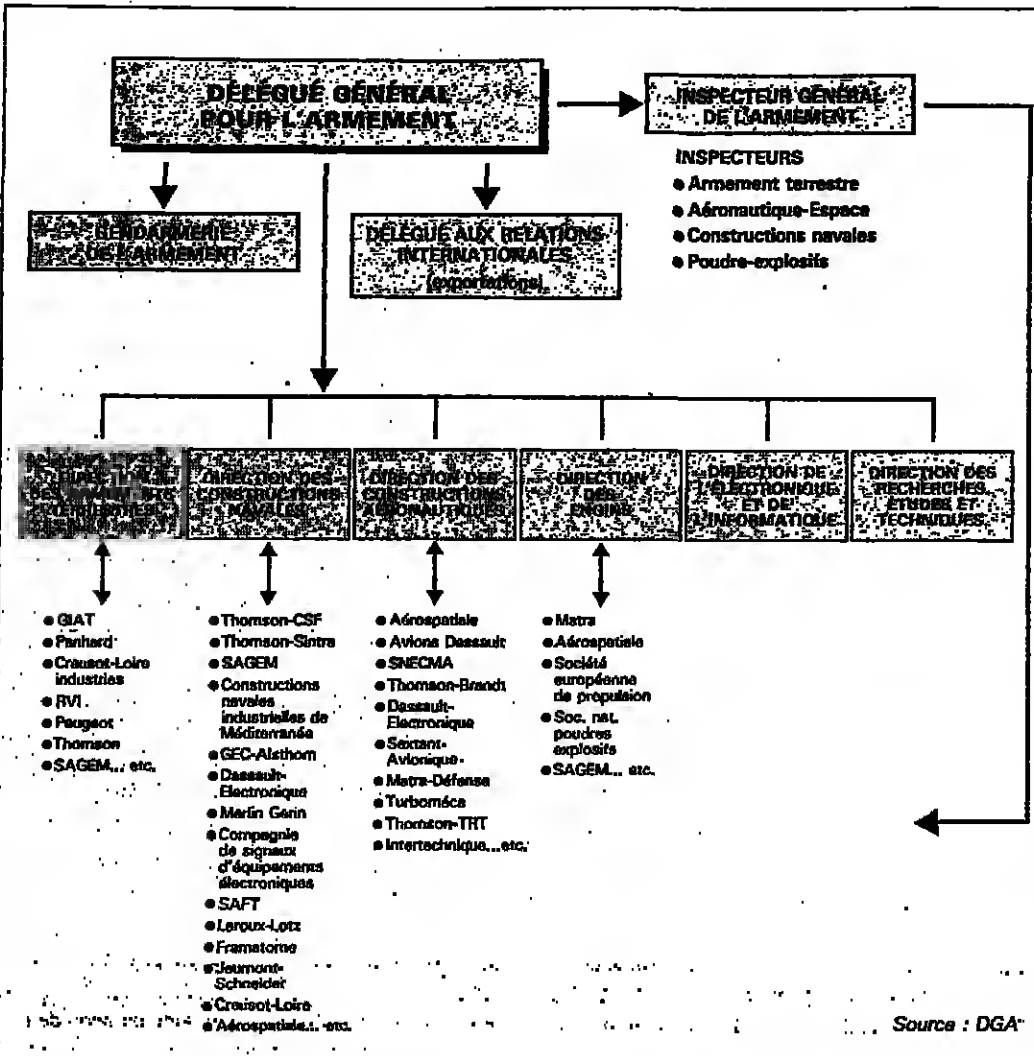 DÉLÉGUÉ GÉNÉRAL
POUR L'ARMEMENT
INSPECTEUR GÉNÉRAL
DE L'ARMEMENT
INSPECTEURS
● Armement terrestre
● Aéronautique-Espace
● Constructions navales
● Poudre-explosifs
GENDARMERIE
DE L'ARMEMENT
DÉLÉGUÉ AUX RELATIONS
INTERNATIONALES
(exportations)
DIRECTION
DES ARMEMENTS
TERRESTRES
DIRECTION DES
CONSTRUCTIONS
NAVALES
DIRECTION DES
CONSTRUCTIONS
AÉRONAUTIQUES
DIRECTION
DES
ENGINS
DIRECTION DE
L'ÉLECTRONIQUE
ET DE
L'INFORMATIQUE
DIRECTION DES
RECHERCHES,
ÉTUDES ET
TECHNIQUES
● GIAT
● Panhard
● Creusot-Loire
industries
● RVI
● Peugeot
● Thomson
● SAGEM... etc.
● Thomson-CSF
● Thomson-Sintra
● SAGEM
● Constructions
navales
industrielles de
Méditerranée
● GEC-Alsthom
● Dassault-
Electronique
● Merlin Gerin
● Compagnie
de signaux
d'équipements
électroniques
● SAFT
● Leroux-Lotz
● Framatome
● Jeumont-
Schneider
● Creusot-Loire
● Aérospatiale... etc.
● Aérospatiale
● Avions Dassault
● SNECMA
● Thomson-Brandt
● Dassault-
Electronique
● Sextant-
Avionique
● Matra-Défense
● Turboméca
● Thomson-TRT
● Intertechnique...etc.
● Matra
● Aérospatiale
● Société
européenne
de propulsion
● Soc. nat.
poudres
explosifs
● SAGEM... etc.
Source : DGA